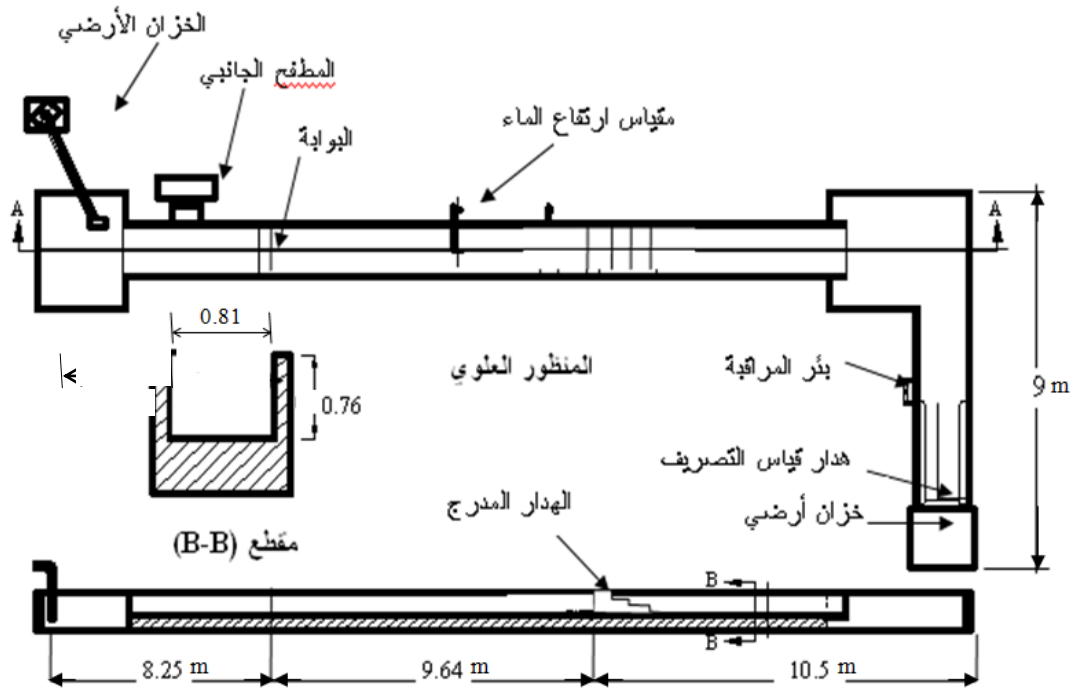 الخزان الأرضي
المطفح الجانبي
مقياس ارتفاع الماء
البوابة
A
A
0.81
المنظور العلوي
بئر المراقبة
9 m
0.76
هدار قياس التصريف
الهدار المدرج
خزان أرضي
مقطع (B-B)
B
B
8.25 m
9.64 m
10.5 m